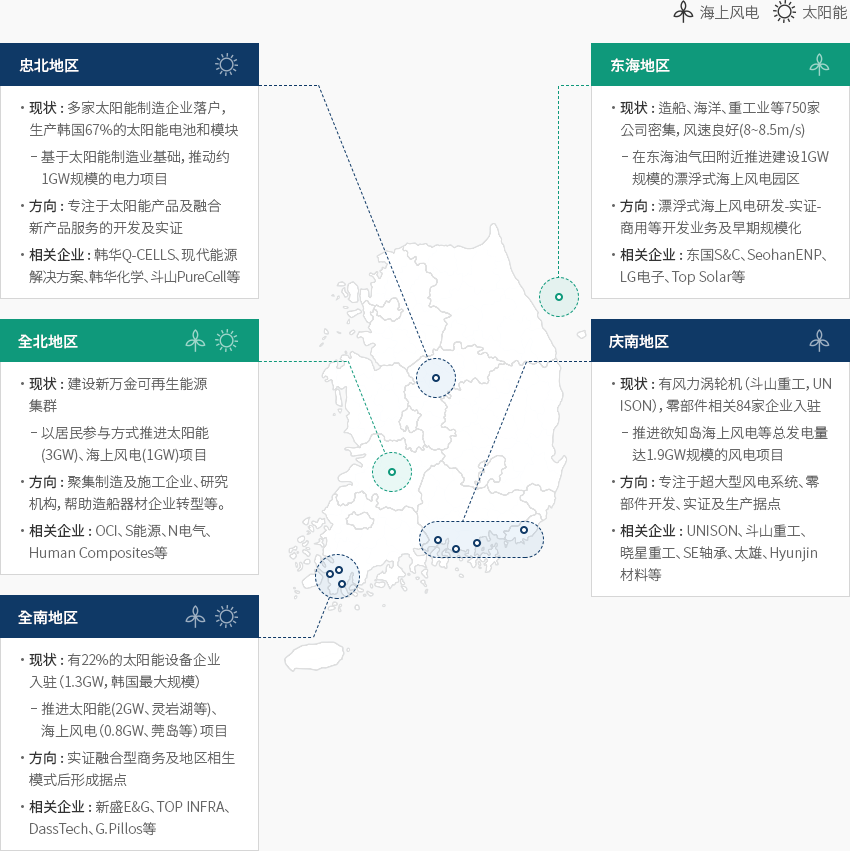 海上风电
太阳能
忠北地区
• 现状 : 多家太阳能制造企业落户,
生产韩国67%的太阳能电池和模块
– 基于太阳能制造业基础, 推动约
1GW规模的电力项目
• 方向 : 专注于太阳能产品及融合
新产品服务的开发及实证
• 相关企业 : 韩华Q-CELLS、现代能源
解决方案、韩华化学、斗山PureCell等
全北地区
• 现状 : 建设新万金可再生能源
集群
– 以居民参与方式推进太阳能
(3GW)、海上风电(1GW)项目
• 方向 : 聚集制造及施工企业、研究
机构, 帮助造船器材企业转型等。
• 相关企业 : OCI、S能源、N电气、
Human Composites等
全南地区
• 现状 : 有22%的太阳能设备企业
入驻 (1.3GW, 韩国最大规模)
– 推进太阳能(2GW、灵岩湖等)、
海上风电 (0.8GW、莞岛等) 项目
• 方向 : 实证融合型商务及地区相生
模式后形成据点
• 相关企业 : 新盛E&G、TOP INFRA、
DassTech、G.Pillos等
东海地区
• 现状 : 造船、海洋、重工业等750家
公司密集, 风速良好(8~8.5m/s)
– 在东海油气田附近推进建设1GW
规模的漂浮式海上风电园区
• 方向 : 漂浮式海上风电研发-实证-
商用等开发业务及早期规模化
• 相关企业 : 东国S&C、SeohanENP、
LG电子、Top Solar等
庆南地区
• 现状 : 有风力涡轮机 (斗山重工, UN
ISON), 零部件相关84家企业入驻
– 推进欲知岛海上风电等总发电量
达1.9GW规模的风电项目
• 方向 : 专注于超大型风电系统、零
部件开发、实证及生产据点
• 相关企业 : UNISON、斗山重工、
晓星重工、SE轴承、太雄、Hyunjin
材料等